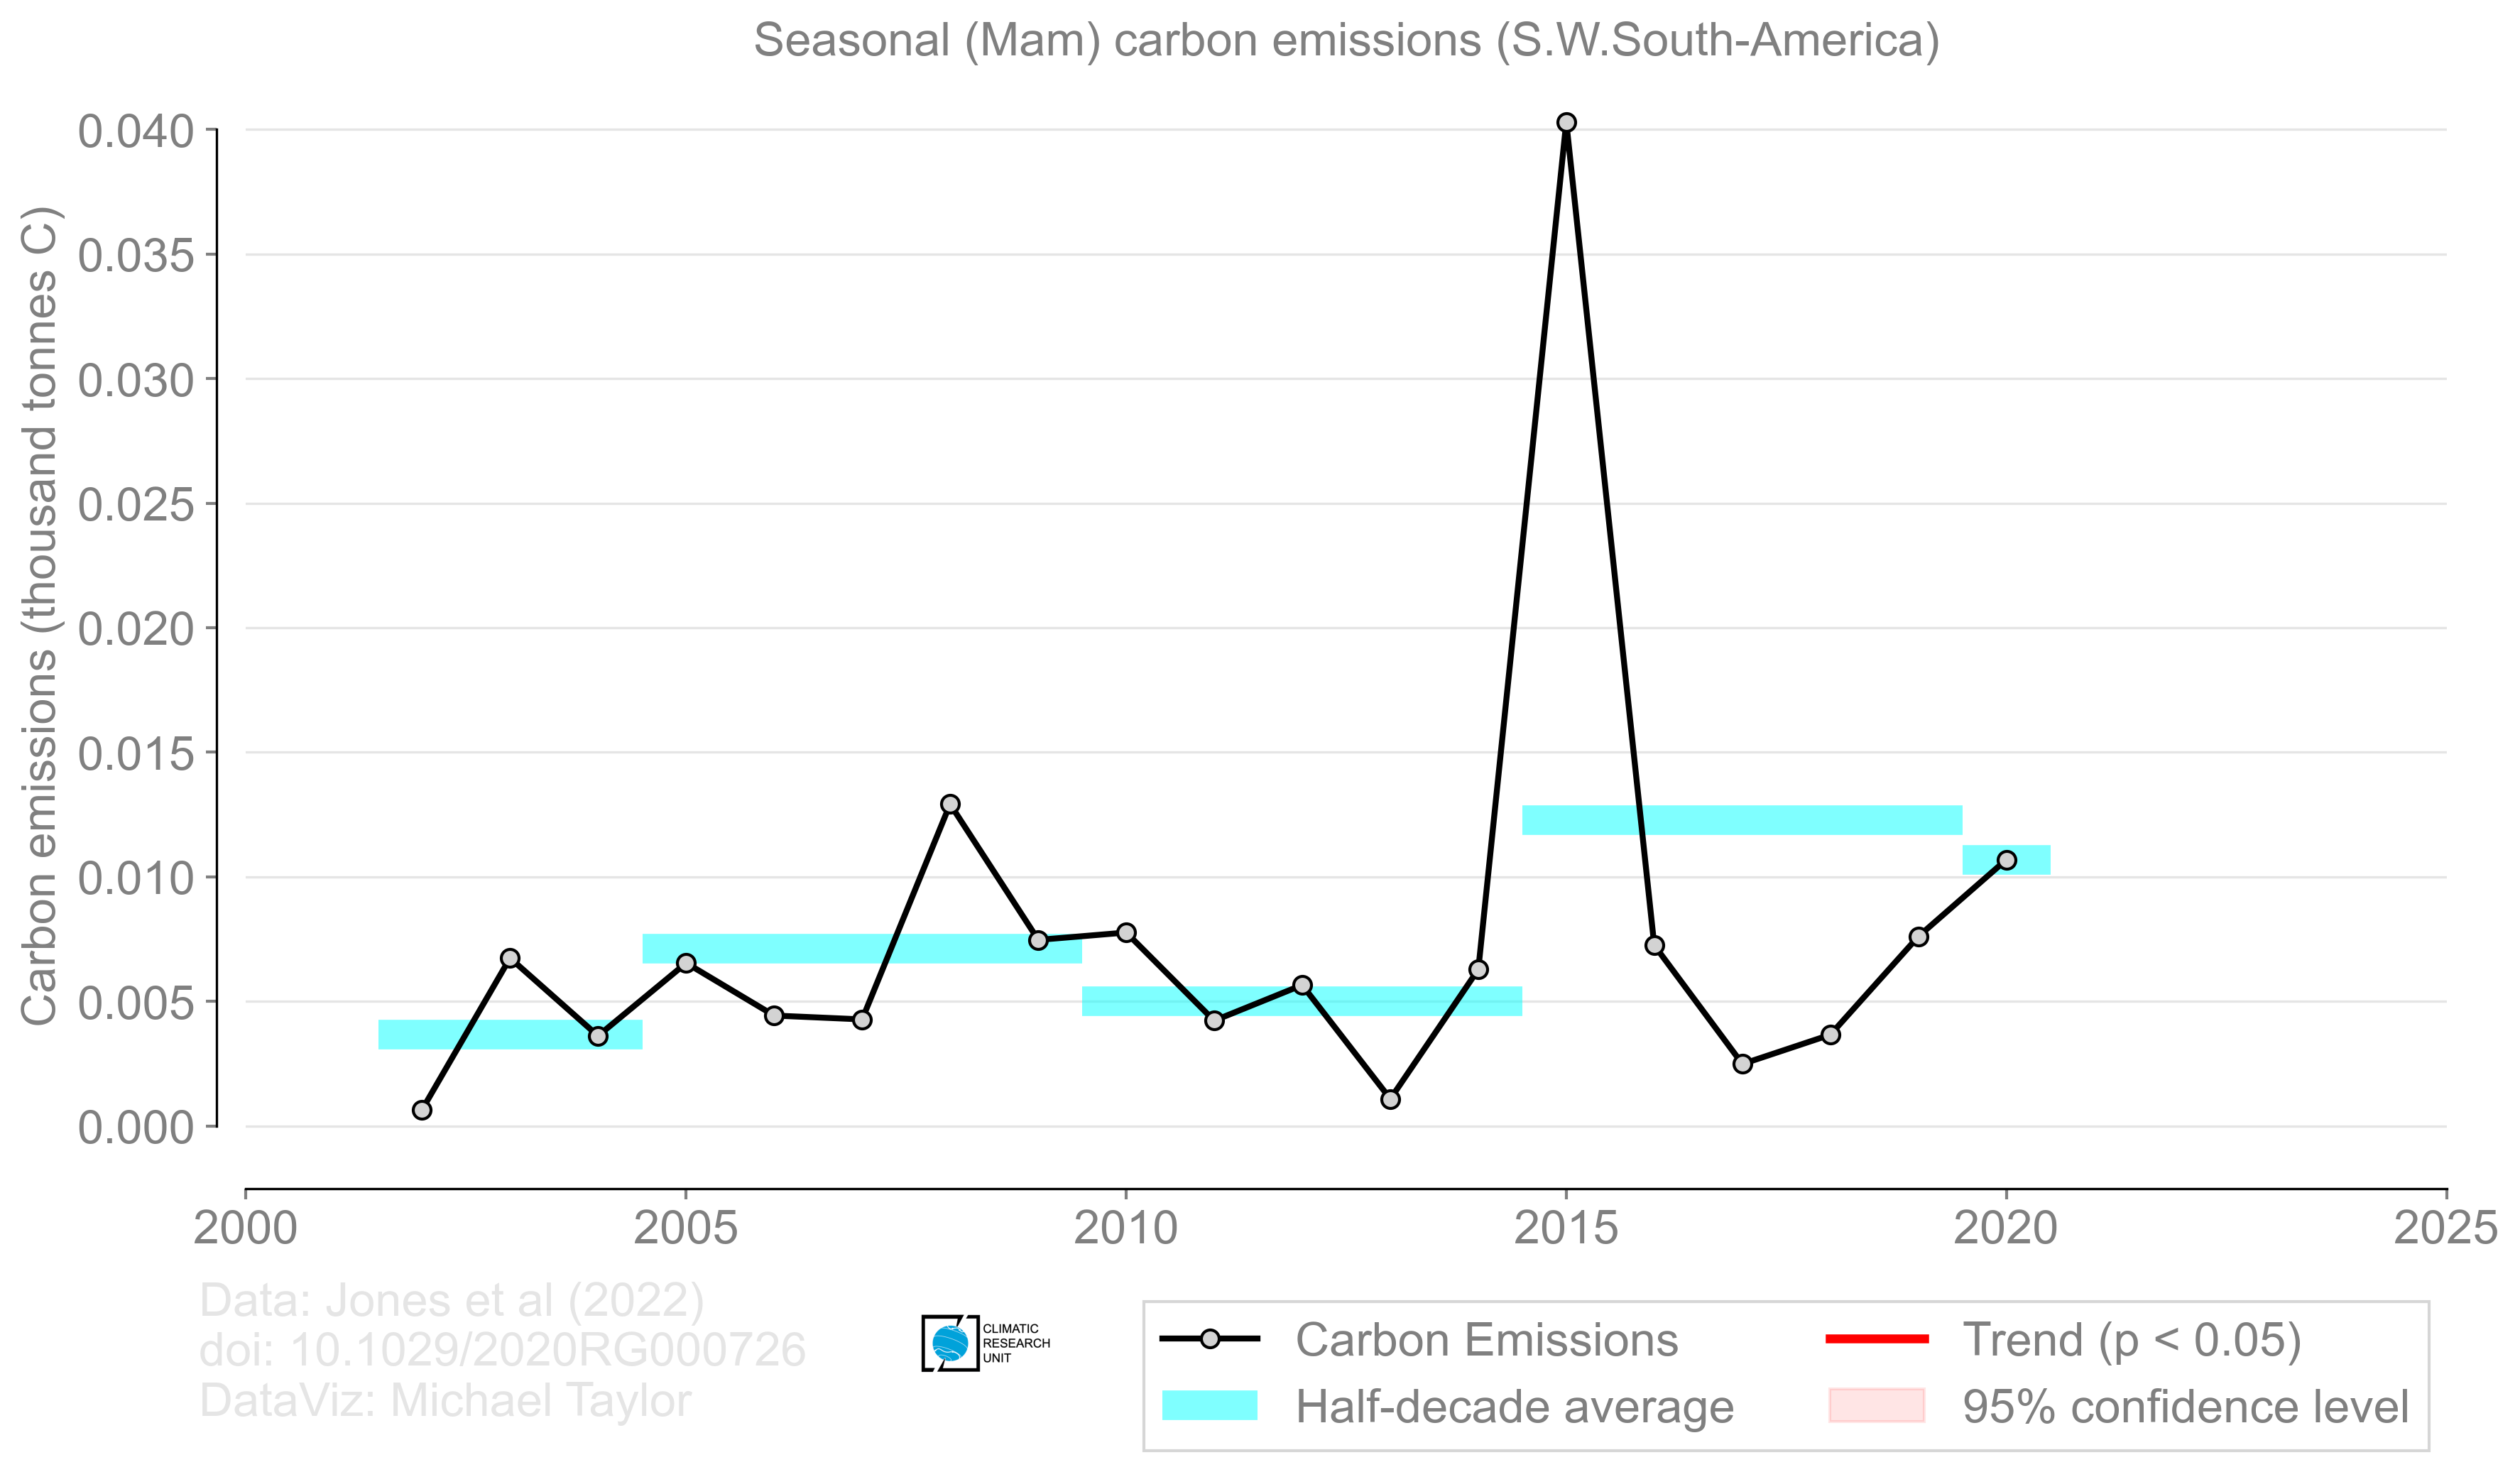 Seasonal (Mam) carbon emissions (S.W.South-America)
Carbon emissions (thousand tonnes C)
0.040
0.035
0.030
0.025
0.020
0.015
0.010
0.005
0.000
2000 2005 2010 2015 2020 2025
Data: Jones et al (2022)
doi: 10.1029/2020RG000726
DataViz: Michael Taylor
CLIMATIC
RESEARCH
UNIT
Carbon Emissions
Half-decade average
Trend (p < 0.05)
95% confidence level